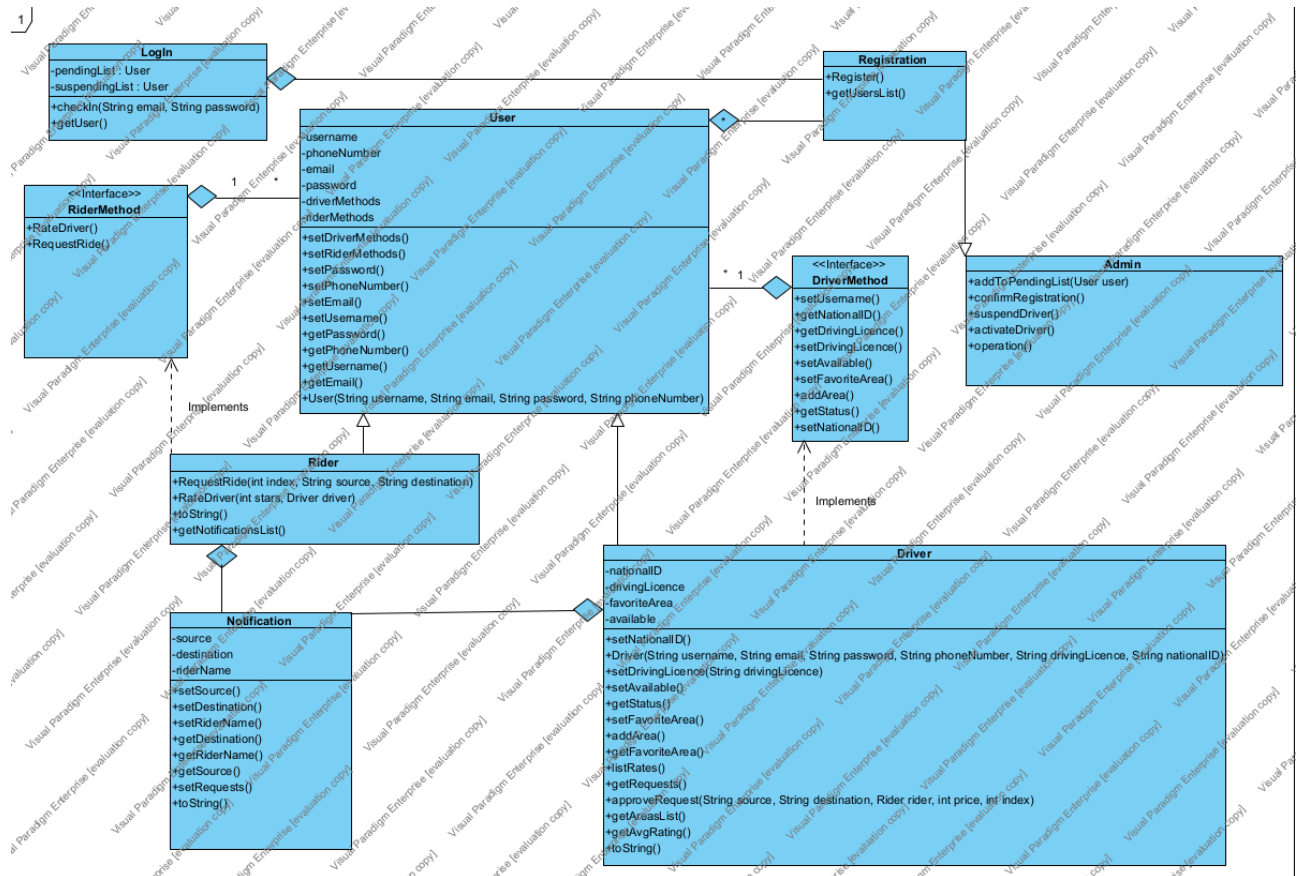 1
LogIn
-pendingList : User
-suspendingList : User
+checkIn(String email, String password)
+getUser()
Registration
+Register()
+getUsersList()
User
-username
-phoneNumber
-email
-password
-driverMethods
-riderMethods
+setDriverMethods()
+setRiderMethods()
+setPassword()
+setPhoneNumber()
+setEmail()
+setUsername()
+getPassword()
+getPhoneNumber()
+getUsername()
+getEmail()
+User(String username, String email, String password, String phoneNumber)
*
1
*
<<Interface>>
RiderMethod
+RateDriver()
+RequestRide()
* 1
<<Interface>>
DriverMethod
+setUsername()
+getNationalID()
+getDrivingLicence()
+setDrivingLicence()
+setAvailable()
+setFavoriteArea()
+addArea()
+getStatus()
+setNationalID()
Admin
+addToPendingList(User user)
+confirmRegistration()
+suspendDriver()
+activateDriver()
+operation()
Implements
Rider
+RequestRide(int index, String source, String destination)
+RateDriver(int stars, Driver driver)
+toString()
+getNotificationsList()
Implements
Notification
-source
-destination
-riderName
+setSource()
+setDestination()
+setRiderName()
+getDestination()
+getRiderName()
+getSource()
+setRequests()
+toString()
Driver
-nationalID
-drivingLicence
-favoriteArea
-available
+setNationalID()
+Driver(String username, String email, String password, String phoneNumber, String drivingLicence, String nationalID)
+setDrivingLicence(String drivingLicence)
+setAvailable()
+getStatus()
+setFavoriteArea()
+addArea()
+getFavoriteArea()
+listRates()
+getRequests()
+approveRequest(String source, String destination, Rider rider, int price, int index)
+getAreasList()
+getAvgRating()
+toString()
Visual Paradigm Enterprise [evaluation copy]